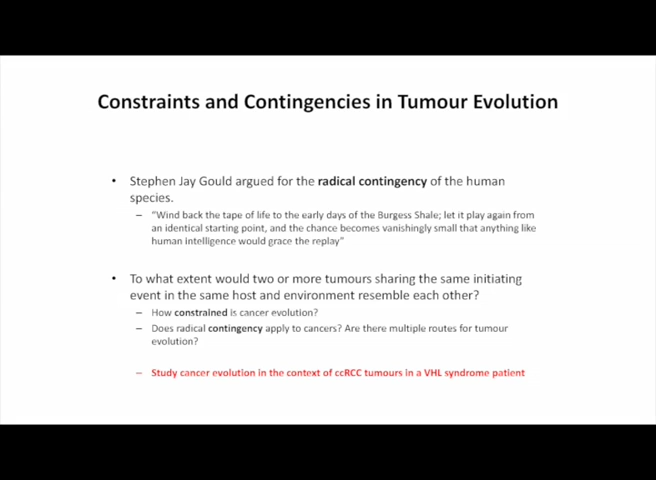 Constraints and Contingencies in Tumour Evolution
• Stephen Jay Gould argued for the radical contingency of the human
species.
– “Wind back the tape of life to the early days of the Burgess Shale; let it play again from
an identical starting point, and the chance becomes vanishingly small that anything like
human intelligence would grace the replay”
• To what extent would two or more tumours sharing the same initiating
event in the same host and environment resemble each other?
– How constrained is cancer evolution?
– Does radical contingency apply to cancers? Are there multiple routes for tumour
evolution?
– Study cancer evolution in the context of ccRCC tumours in a VHL syndrome patient